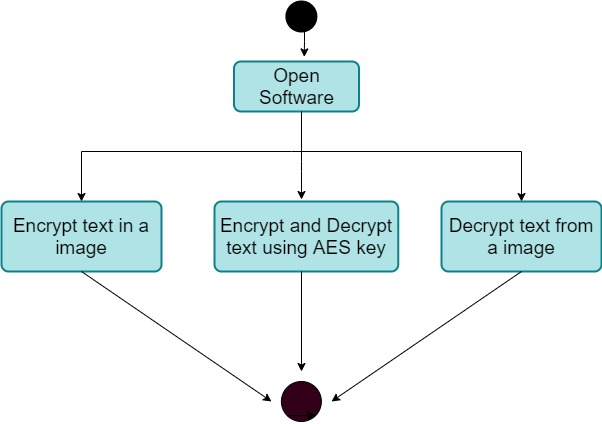 Open
Software
Encrypt text in a
image
Encrypt and Decrypt
text using AES key
Decrypt text from
a image